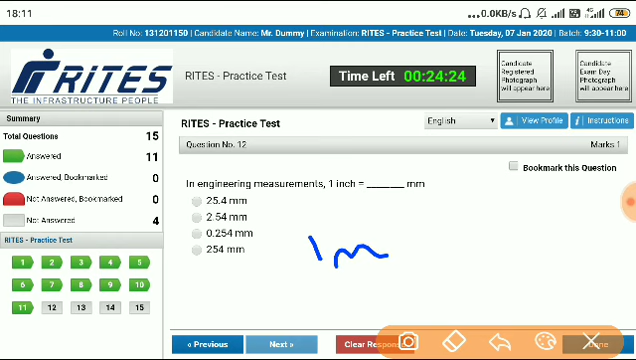 18:11
...0.0KB/s 4G 74
Roll No: 131201150 | Candidate Name: Mr. Dummy | Examination: RITES - Practice Test | Date: Tuesday, 07 Jan 2020 | Batch: 9:30-11:00
RITES
THE INFRASTRUCTURE PEOPLE
RITES - Practice Test
Time Left 00:24:24
Candidate Registered Photograph will appear here
Candidate Exam Day Photograph will appear here
Summary
Total Questions 15
Answered 11
Answered, Bookmarked 0
Not Answered, Bookmarked 0
Not Answered 4
RITES - Practice Test
1 2 3 4 5
6 7 8 9 10
11 12 13 14 15
RITES - Practice Test
English
View Profile
Instructions
Question No. 12
Marks 1
Bookmark this Question
In engineering measurements, 1 inch = _______ mm
25.4 mm
2.54 mm
0.254 mm
254 mm
1m
« Previous
Next »
Clear Respo